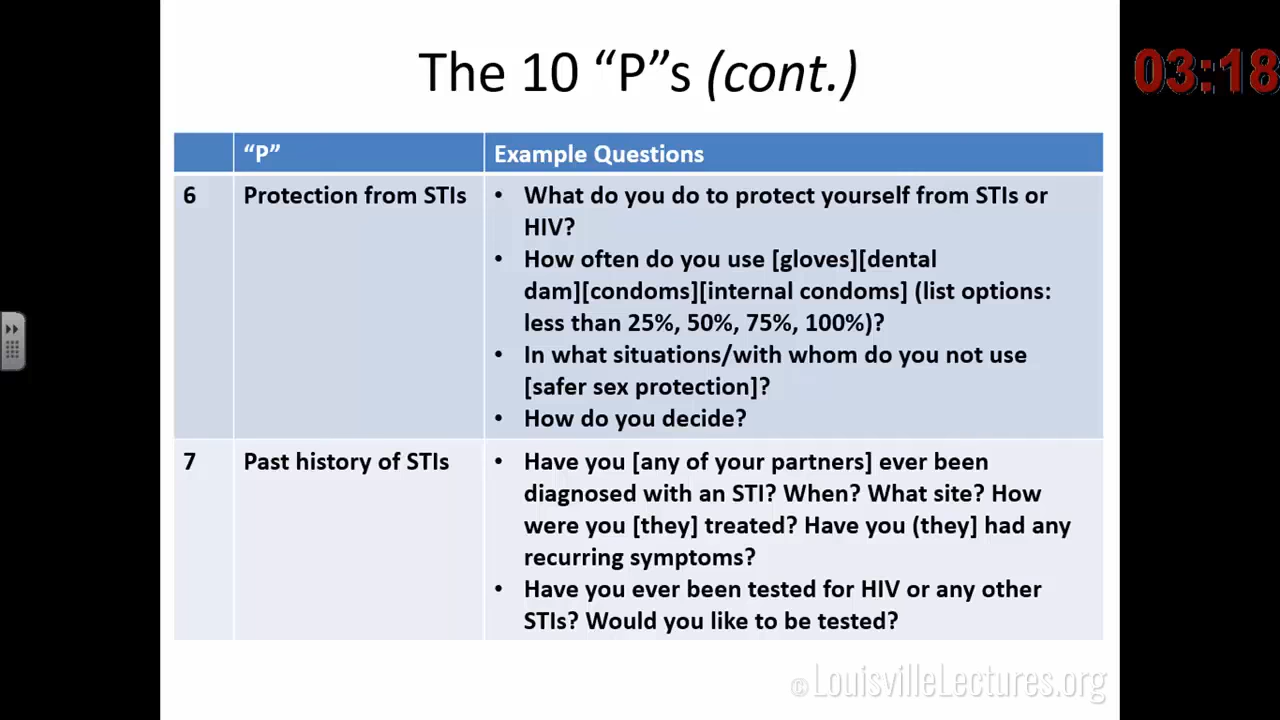 The 10 “P”s (cont.)
03:18
“P” Example Questions
6 Protection from STIs • What do you do to protect yourself from STIs or
HIV?
• How often do you use [gloves][dental
dam][condoms][internal condoms] (list options:
less than 25%, 50%, 75%, 100%)?
• In what situations/with whom do you not use
[safer sex protection]?
• How do you decide?
7 Past history of STIs • Have you [any of your partners] ever been
diagnosed with an STI? When? What site? How
were you [they] treated? Have you (they] had any
recurring symptoms?
• Have you ever been tested for HIV or any other
STIs? Would you like to be tested?
©LouisvilleLectures.org